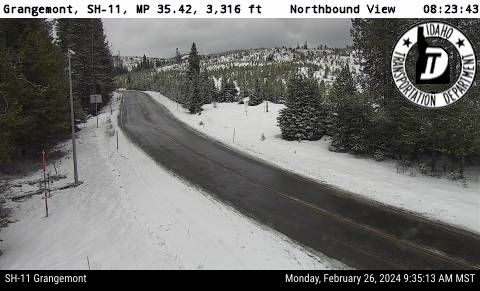 Grangemont, SH-11, MP 35.42, 3,316 ft Northbound View 08:23:43
IDAHO
TRANSPORTATION DEPARTMENT
SH-11 Grangemont Monday, February 26, 2024 9:35:13 AM MST